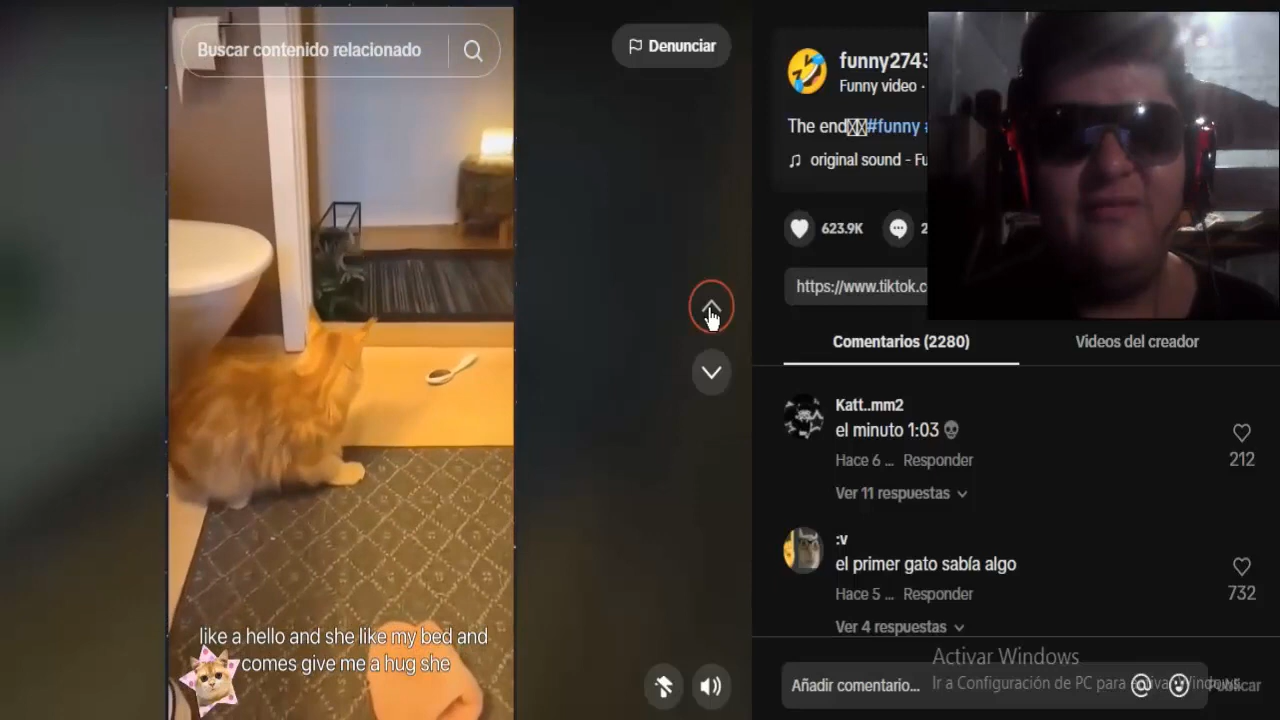 Buscar contenido relacionado
Denunciar
funny2743
Funny video ·
The end #funny
original sound - Fu
623.9K
2
https://www.tiktok.c
Comentarios (2280)
Videos del creador
Katt..mm2
el minuto 1:03
212
Hace 6 ... Responder
Ver 11 respuestas
:v
el primer gato sabía algo
732
Hace 5 ... Responder
Ver 4 respuestas
like a hello and she like my bed and
comes give me a hug she
Activar Windows
Ir a Configuración de PC para
Añadir comentario...